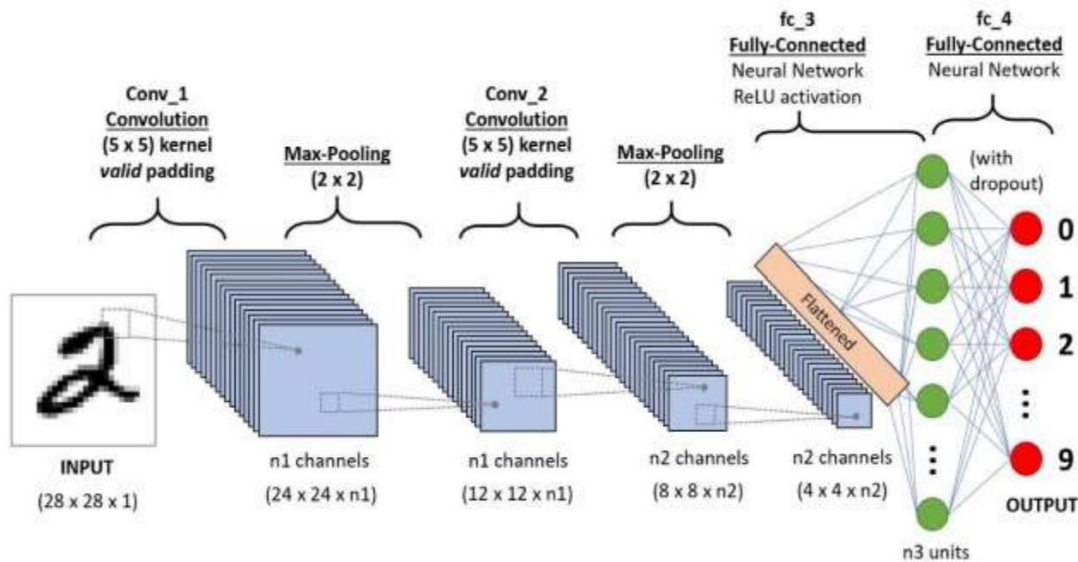 fc_3
Fully-Connected
Neural Network
ReLU activation
fc_4
Fully-Connected
Neural Network
Conv_1
Convolution
(5 x 5) kernel
valid padding
Max-Pooling
(2 x 2)
Conv_2
Convolution
(5 x 5) kernel
valid padding
Max-Pooling
(2 x 2)
(with
dropout)
Flattened
0
1
2
9
INPUT
(28 x 28 x 1)
n1 channels
(24 x 24 x n1)
n1 channels
(12 x 12 x n1)
n2 channels
(8 x 8 x n2)
n2 channels
(4 x 4 x n2)
n3 units
OUTPUT
2